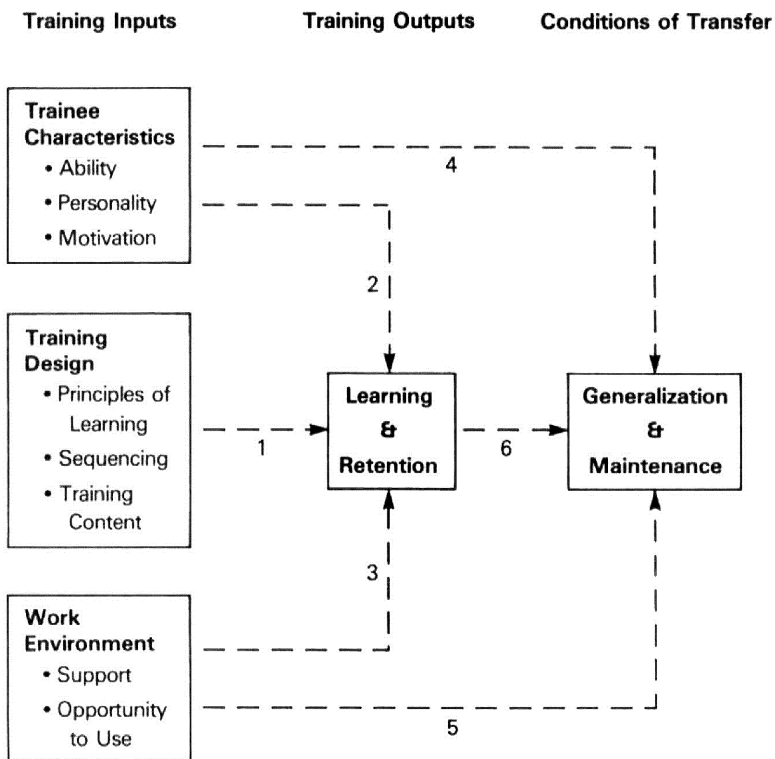 Training Inputs
Training Outputs
Conditions of Transfer
Trainee
Characteristics
• Ability
• Personality
• Motivation
4
2
Training
Design
• Principles of
Learning
• Sequencing
• Training
Content
1
Learning
&
Retention
6
Generalization
&
Maintenance
3
Work
Environment
• Support
• Opportunity
to Use
5